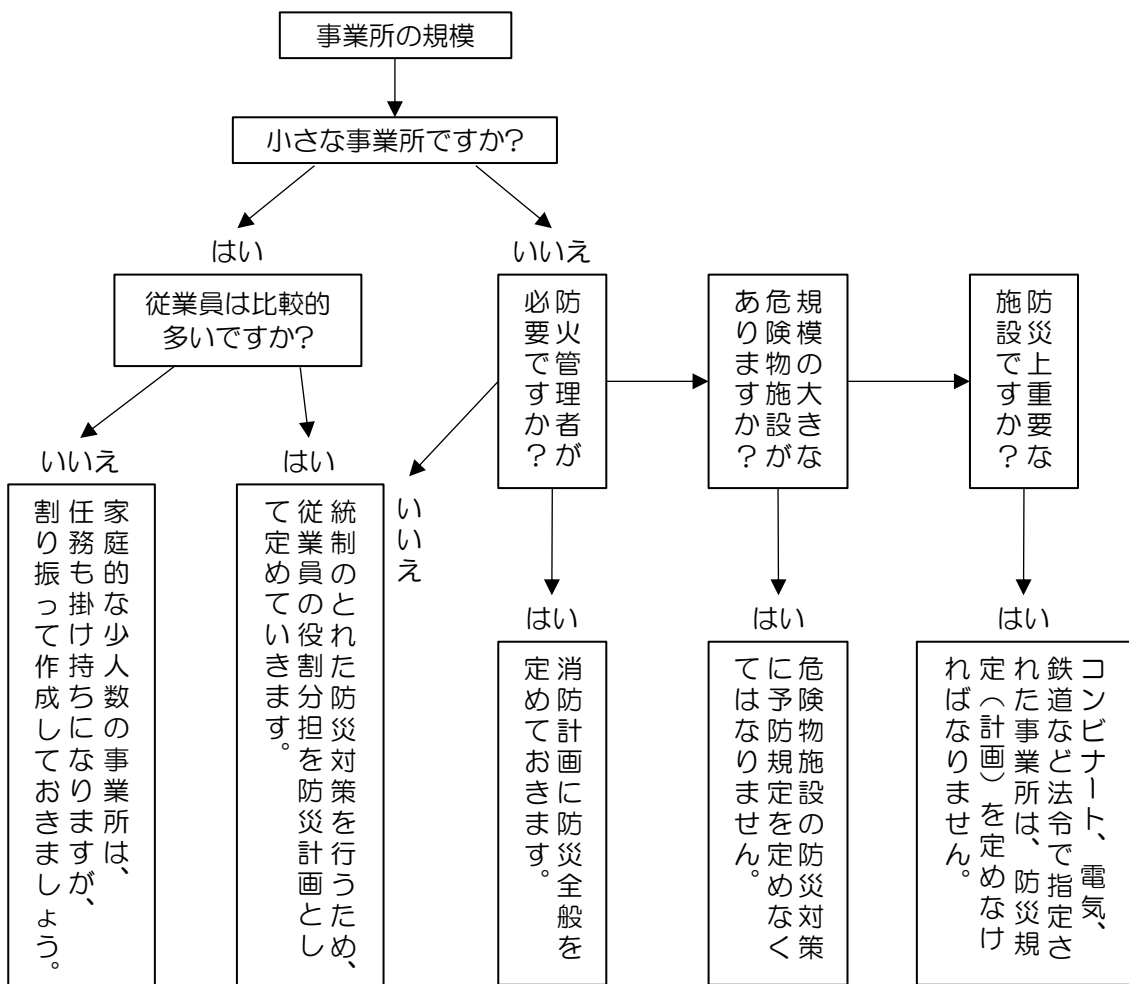 事業所の規模
小さな事業所ですか?
はい
いいえ
従業員は比較的
多いですか?
防火管理者が
必要ですか?
規模の大きな
危険物施設が
ありますか?
防災上重要な
施設ですか?
いいえ
はい
いいえ
はい
はい
はい
家庭的な少人数の事業所は、
任務も掛け持ちになりますが、
割り振って作成しておきましょう。
統制のとれた防災対策を行うため、
従業員の役割分担を防災計画とし
て定めていきます。
消防計画に防災全般を
定めておきます。
危険物施設の防災対策
に予防規定を定めなく
てはなりません。
コンビナート、電気、
鉄道など法令で指定さ
れた事業所は、防災規
定(計画)を定めなけ
ればなりません。